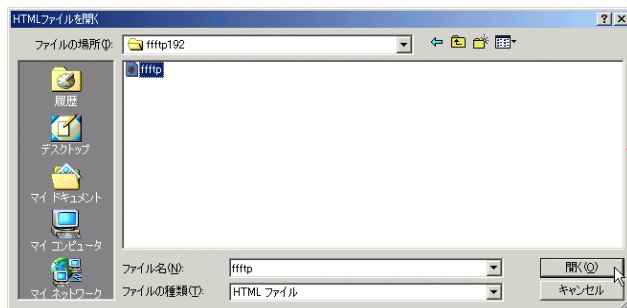 HTMLファイルを開く
ファイルの場所(I):
ffftp192
ffftp
履歴
デスクトップ
マイ ドキュメント
マイ コンピュータ
マイ ネットワーク
ファイル名(N):
ffftp
開く(O)
ファイルの種類(T):
HTML ファイル
キャンセル